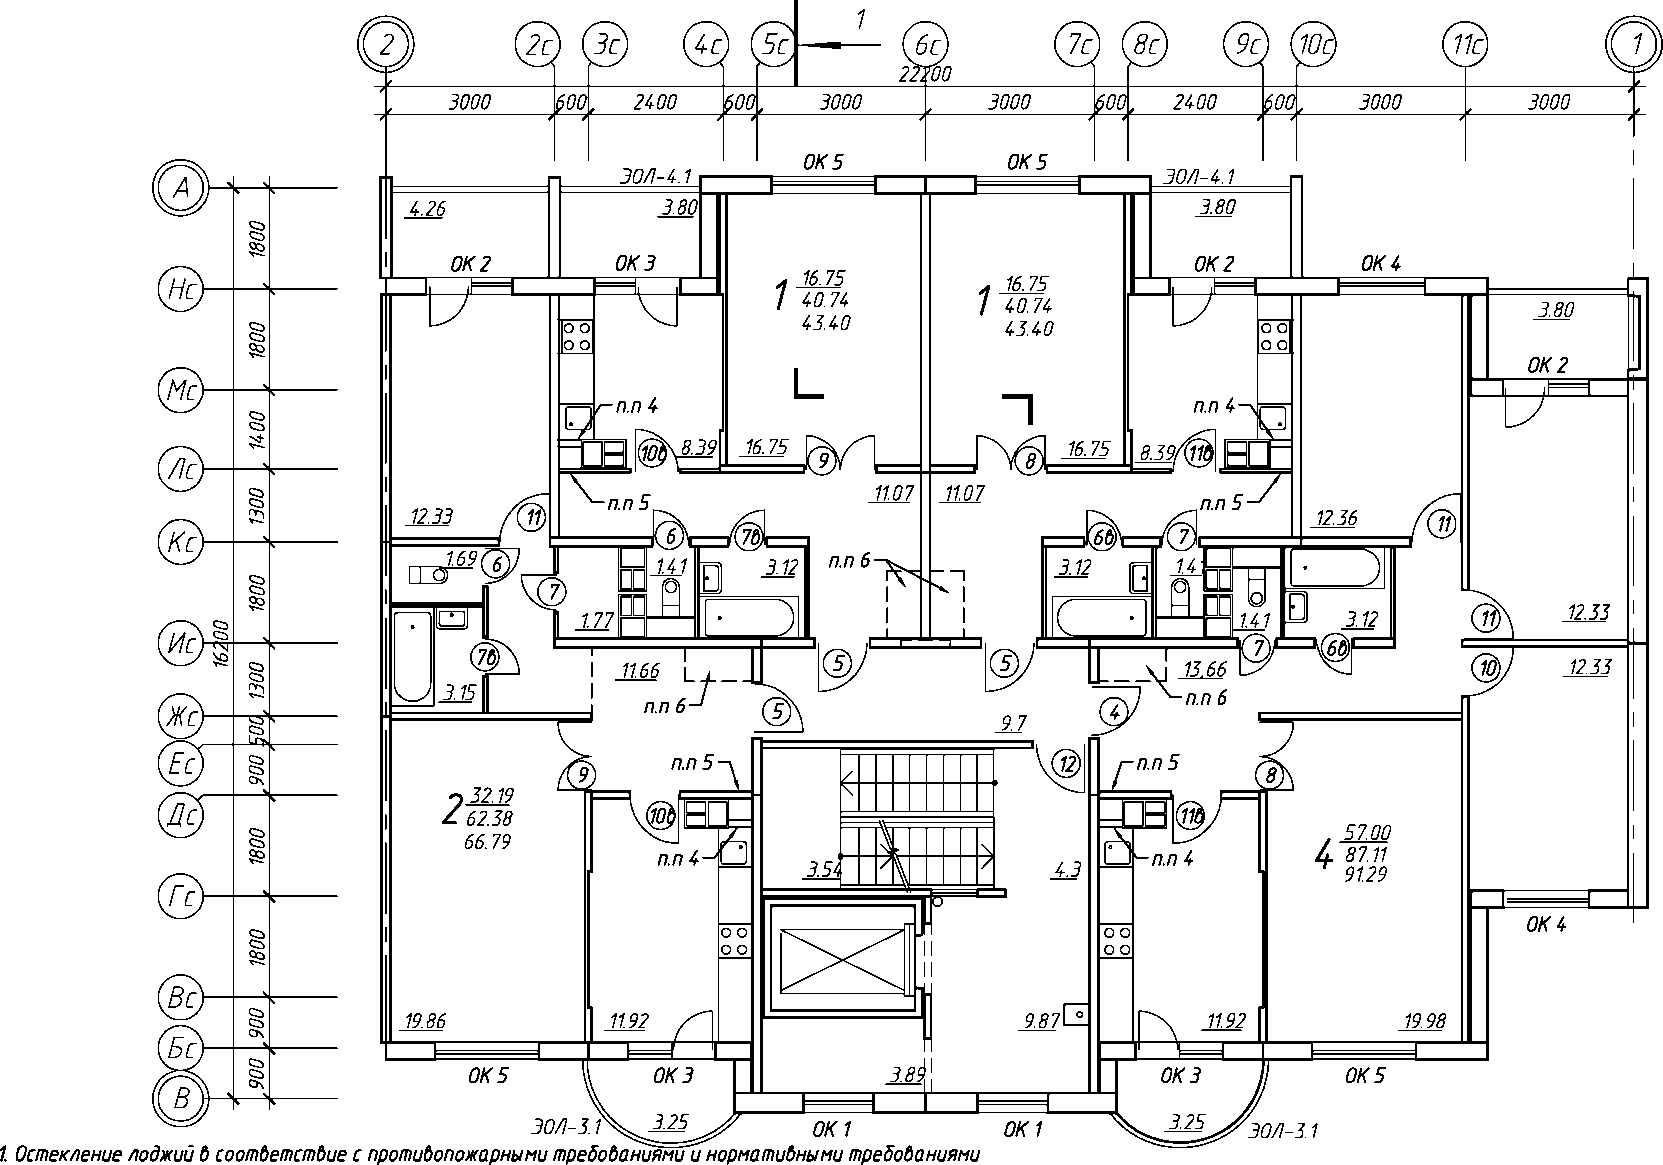 1
2 2с 3с 4с 5с 6с 7с 8с 9с 10с 11с 1
22200
3000 600 2400 600 3000 3000 600 2400 600 3000 3000
ОК 5 ОК 5
А ЭОЛ-4.1 ЭОЛ-4.1
4.26 3.80 3.80
1800
ОК 2 ОК 3 ОК 2 ОК 4
Нс
1 16.75 1 16.75
40.74 40.74
43.40 43.40
3.80
1800
ОК 2
Мс
п.п 4 п.п 4
1400
10в 8.39 16.75 9 8 16.75 8.39 11в
Лс
п.п 5 11.07 11.07 п.п 5
1300
12.33 11 12.36 11
Кс 6 7в 6в 7
1.69 6 1.41 3.12 п.п 6 3.12 1.41
7 11
1800
1.77 1.41 3.12 12.33
Ис
16200
7в 5 5 7 6в
11.66 13,66 10 12.33
1300
3.15 п.п 6 5 4 п.п 6
Жс
9.7
500
Ес
9 п.п 5 12 п.п 5 8
900
2 32.19
62.38
66.79
Дс
10в 11в
п.п 4 п.п 4
4 57.00
87.11
91.29
1800
3.54 4.3
Гс
ОК 4
1800
Вс
19.86 11.92 9.87 11.92 19.98
900
Бс
ОК 5 ОК 3 3.89 ОК 3 ОК 5
900
В
ЭОЛ-3.1 3.25 ОК 1 ОК 1 3.25 ЭОЛ-3.1
1. Остекление лоджий в соответствие с противопожарными требованиями и нормативными требованиями